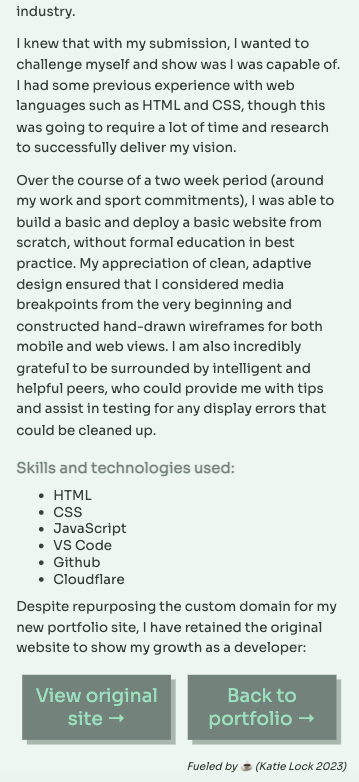 industry.
I knew that with my submission, I wanted to
challenge myself and show was I was capable of.
I had some previous experience with web
languages such as HTML and CSS, though this
was going to require a lot of time and research
to successfully deliver my vision.
Over the course of a two week period (around
my work and sport commitments), I was able to
build a basic and deploy a basic website from
scratch, without formal education in best
practice. My appreciation of clean, adaptive
design ensured that I considered media
breakpoints from the very beginning and
constructed hand-drawn wireframes for both
mobile and web views. I am also incredibly
grateful to be surrounded by intelligent and
helpful peers, who could provide me with tips
and assist in testing for any display errors that
could be cleaned up.
Skills and technologies used:
• HTML
• CSS
• JavaScript
• VS Code
• Github
• Cloudflare
Despite repurposing the custom domain for my
new portfolio site, I have retained the original
website to show my growth as a developer:
View original
site →
Back to
portfolio →
Fueled by ☕ (Katie Lock 2023)